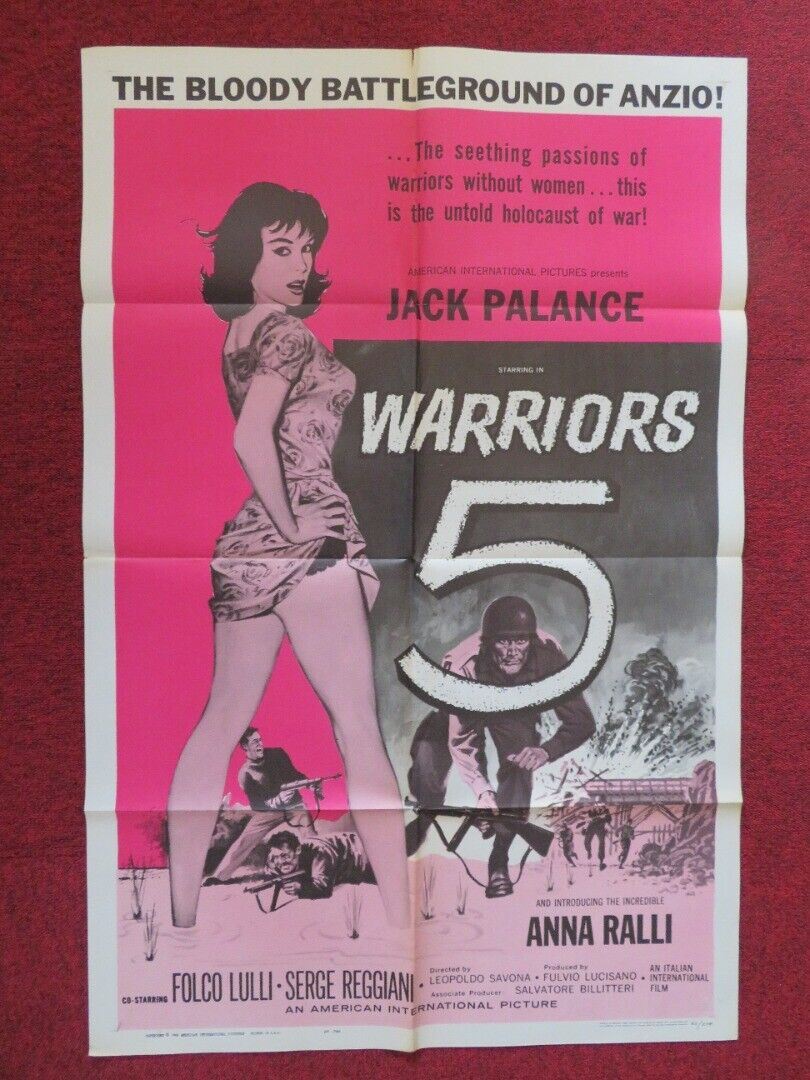 THE BLOODY BATTLEGROUND OF ANZIO!
...The seething passions of
warriors without women...this
is the untold holocaust of war!
AMERICAN INTERNATIONAL PICTURES presents
JACK PALANCE
STARRING IN
WARRIORS
5
AND INTRODUCING THE INCREDIBLE
ANNA RALLI
CO-STARRING FOLCO LULLI · SERGE REGGIANI ·
Directed by
LEOPOLDO SAVONA ·
Produced by
FULVIO LUCISANO ·
AN ITALIAN
INTERNATIONAL
FILM
Associate Producer SALVATORE BILLITTERI
AN AMERICAN INTERNATIONAL PICTURE